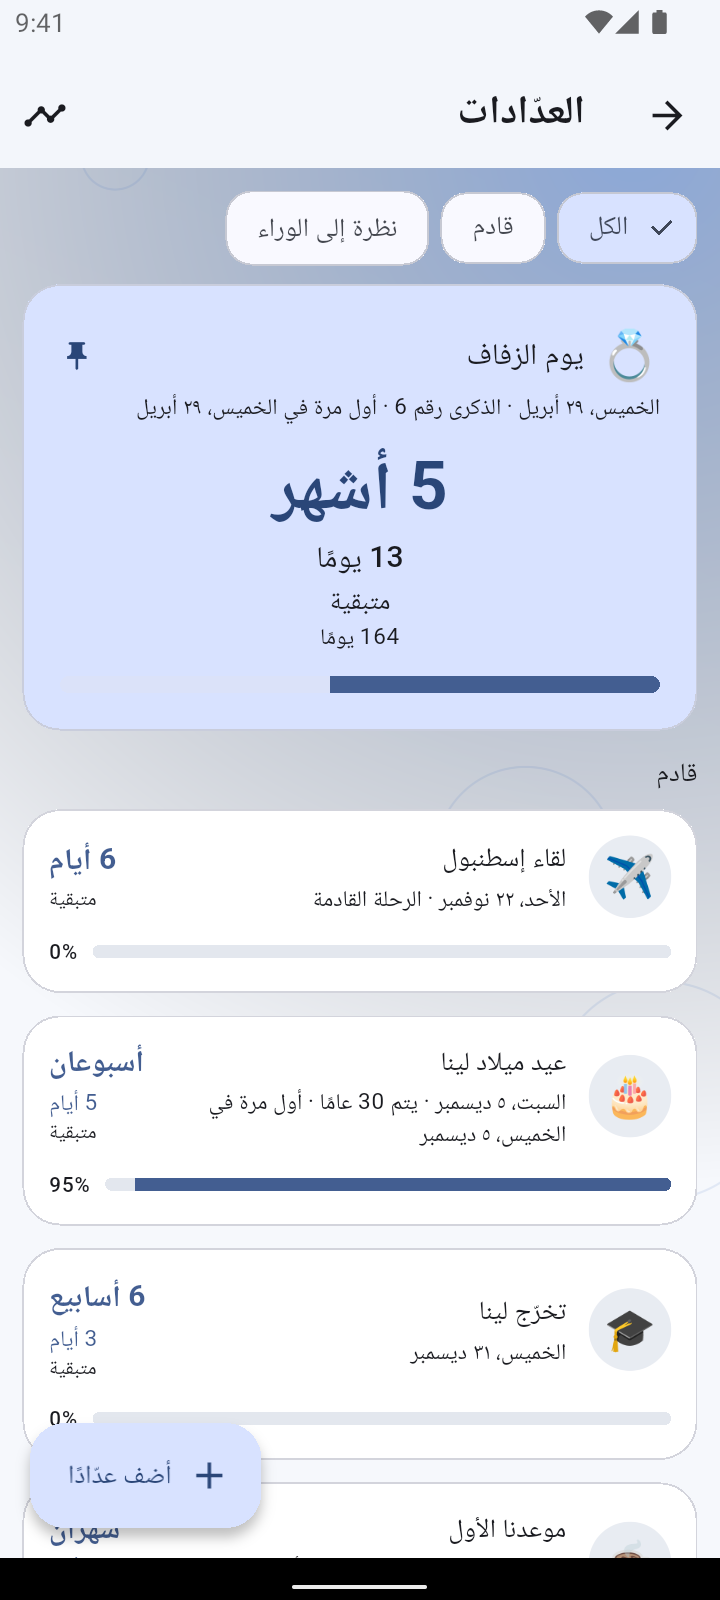 9:41
العدّادات
الكل
قادم
نظرة إلى الوراء
يوم الزفاف
الخميس، ٢٩ أبريل · الذكرى رقم 6 · أول مرة في الخميس، ٢٩ أبريل
5 أشهر
13 يومًا
متبقية
164 يومًا
قادم
لقاء إسطنبول
6 أيام
الأحد، ٢٢ نوفمبر · الرحلة القادمة
متبقية
0%
عيد ميلاد لينا
أسبوعان
السبت، ٥ ديسمبر · يتم 30 عامًا · أول مرة في
الخميس، ٥ ديسمبر
5 أيام
متبقية
95%
تخرّج لينا
6 أسابيع
الخميس، ٣١ ديسمبر
3 أيام
متبقية
0%
أضف عدّادًا
موعدنا الأول
شهران